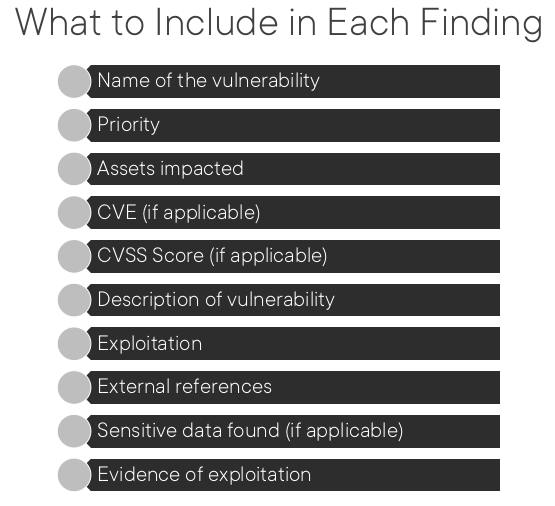 What to Include in Each Finding
Name of the vulnerability
Priority
Assets impacted
CVE (if applicable)
CVSS Score (if applicable)
Description of vulnerability
Exploitation
External references
Sensitive data found (if applicable)
Evidence of exploitation